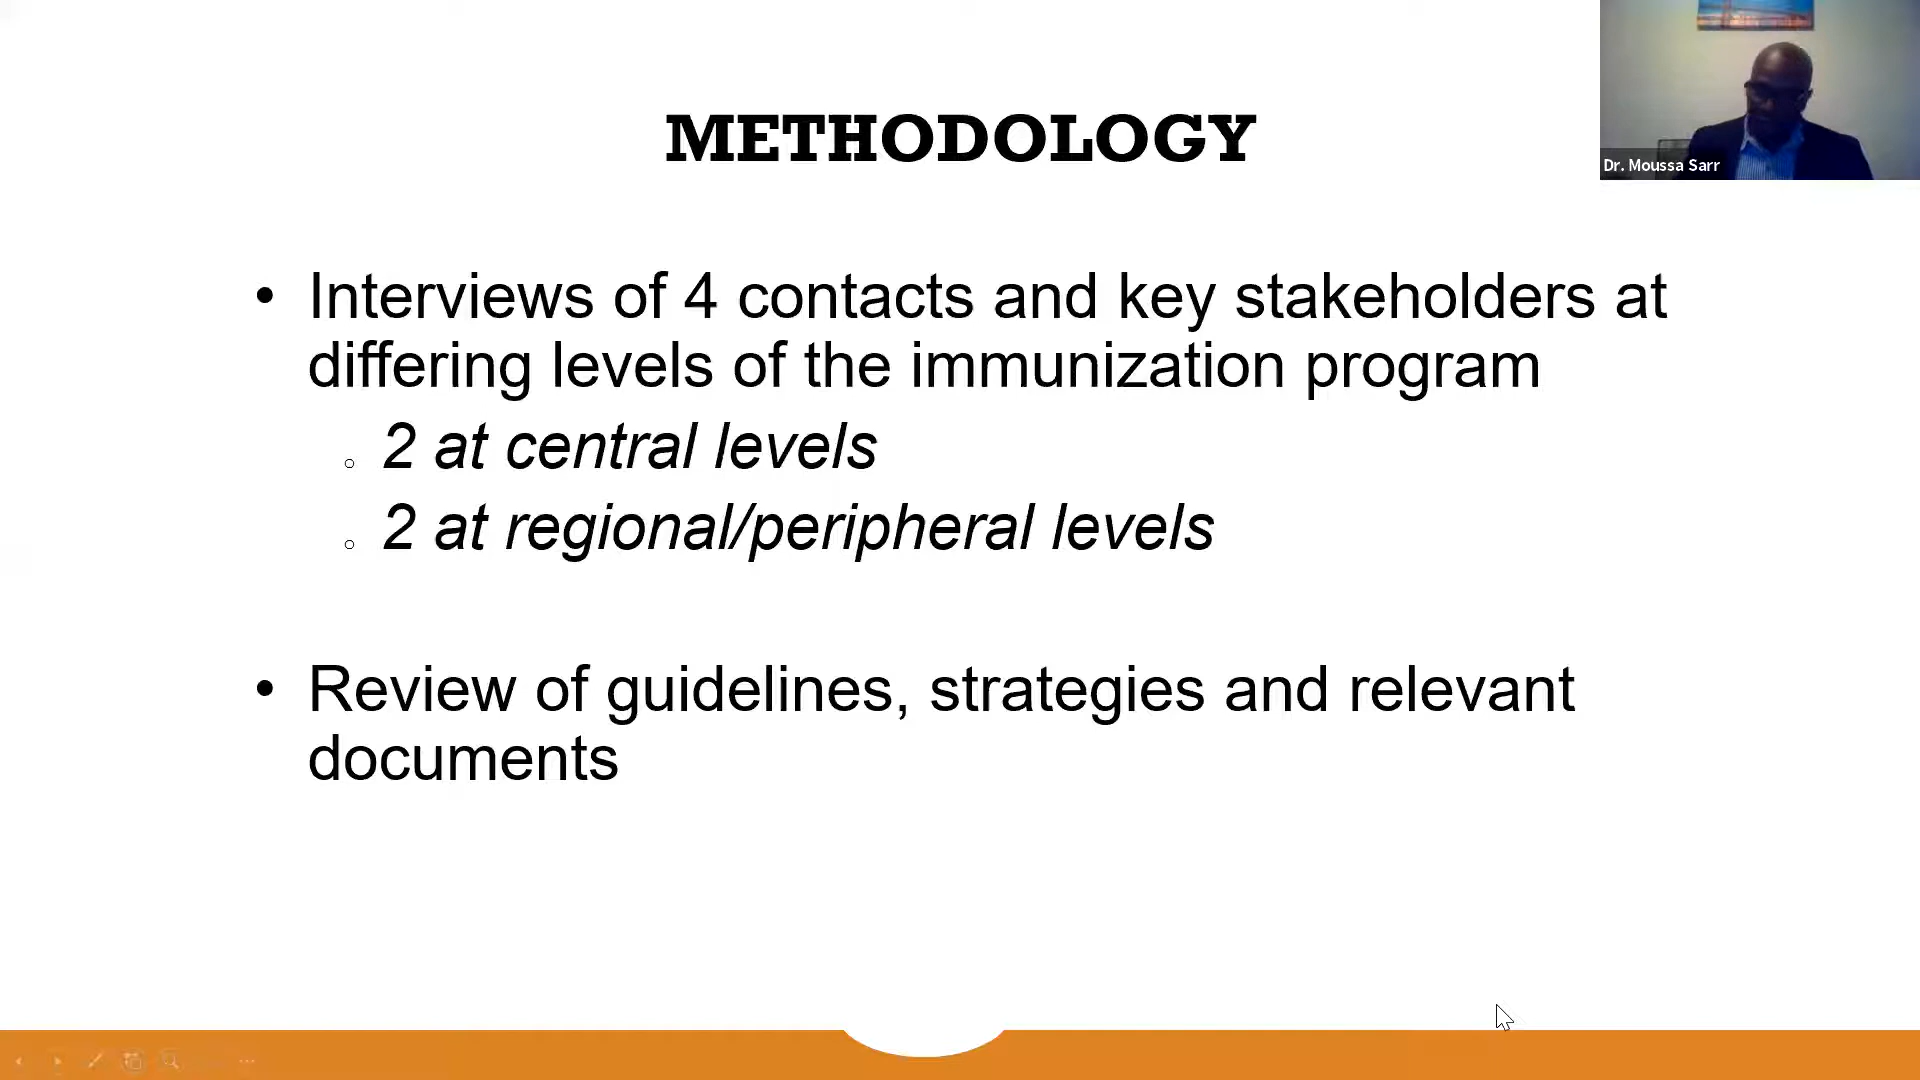 METHODOLOGY
Dr. Moussa Sarr
• Interviews of 4 contacts and key stakeholders at
differing levels of the immunization program
o 2 at central levels
o 2 at regional/peripheral levels
• Review of guidelines, strategies and relevant
documents